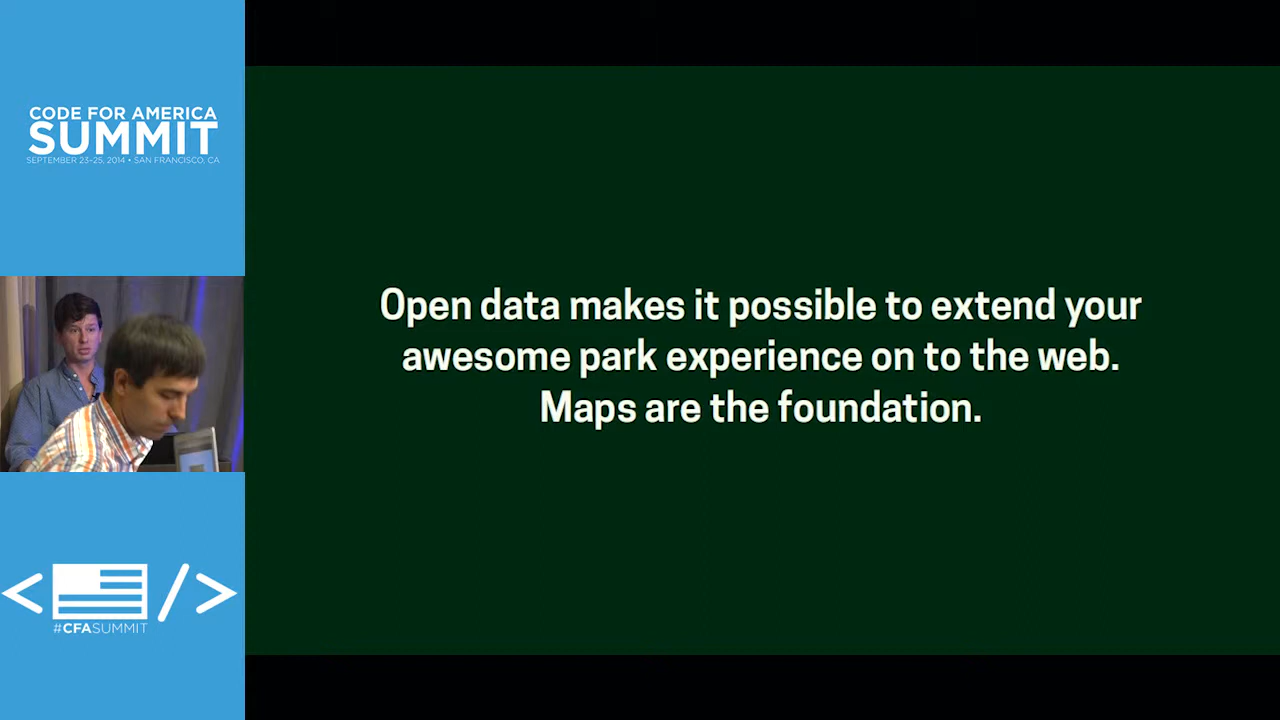 CODE FOR AMERICA
SUMMIT
SEPTEMBER 23-25, 2014 • SAN FRANCISCO, CA
Open data makes it possible to extend your
awesome park experience on to the web.
Maps are the foundation.
#CFASUMMIT